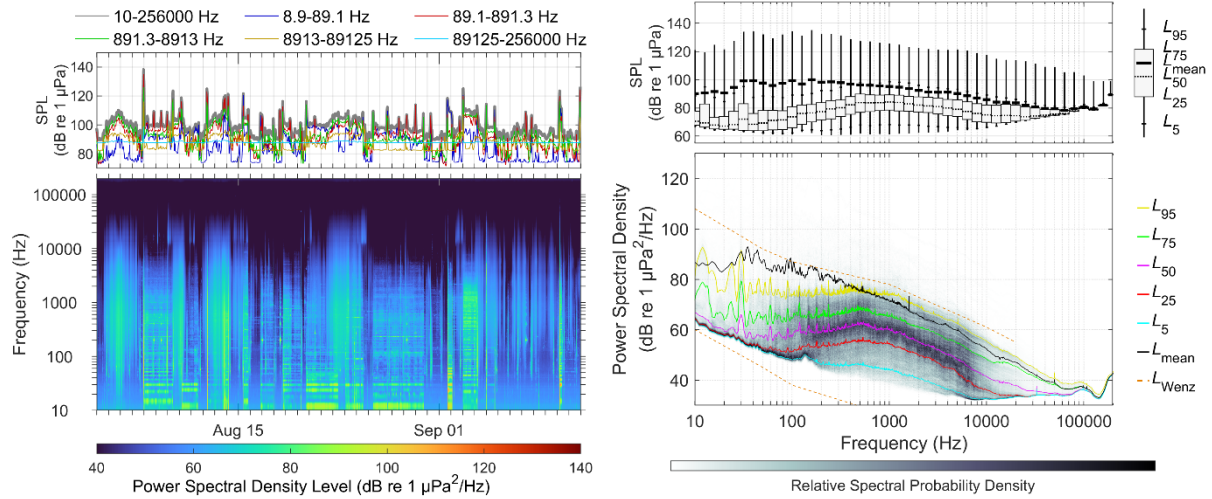 10-256000 Hz 8.9-89.1 Hz 89.1-891.3 Hz
891.3-8913 Hz 8913-89125 Hz 89125-256000 Hz
SPL
(dB re 1 µPa)
140
120
100
80
Frequency (Hz)
100000
10000
1000
100
10
Aug 15 Sep 01
40 60 80 100 120 140
Power Spectral Density Level (dB re 1 µPa²/Hz)
SPL
(dB re 1 µPa)
140
120
100
80
60
L95
L75
Lmean
L50
L25
L5
Power Spectral Density
(dB re 1 µPa²/Hz)
120
100
80
60
40
10 100 1000 10000 100000
Frequency (Hz)
L95
L75
L50
L25
L5
Lmean
LWenz
Relative Spectral Probability Density